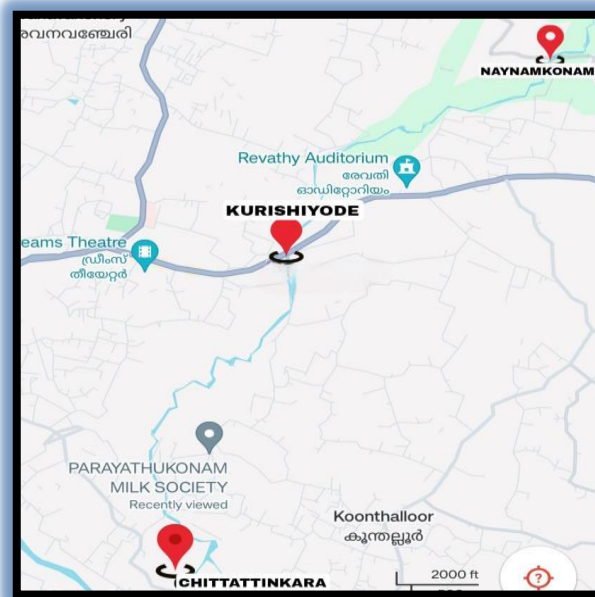 വനവഞ്ചേരി
NAYNAMKONAM
Revathy Auditorium
രേവതി
ഓഡിറ്റോറിയം
KURISHIYODE
eams Theatre
ഡ്രീംസ്
തീയേറ്റർ
PARAYATHUKONAM
MILK SOCIETY
Recently viewed
Koonthalloor
കൂന്തല്ലൂർ
2000 ft
?
CHITTATTINKARA